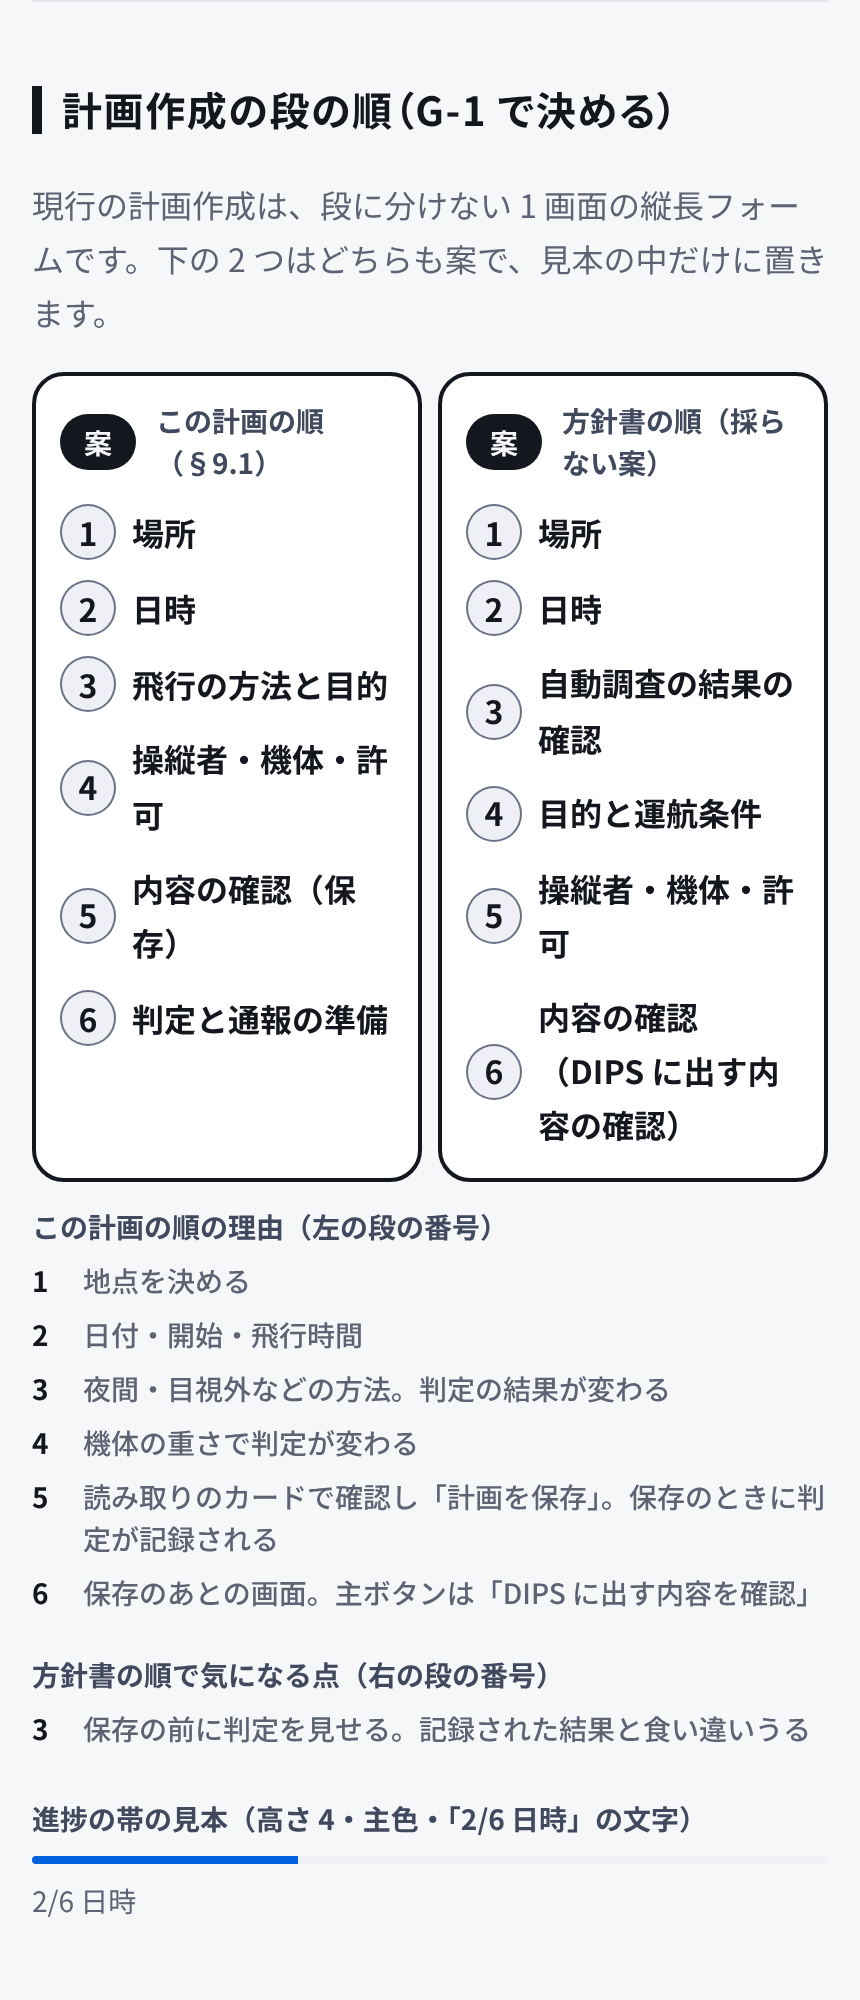 計画作成の段の順（G-1 で決める）
現行の計画作成は、段に分けない 1 画面の縦長フォー
ムです。下の 2 つはどちらも案で、見本の中だけに置き
ます。
案
この計画の順
（§9.1）
1 場所
2 日時
3 飛行の方法と目的
4 操縦者・機体・許
可
5 内容の確認（保
存）
6 判定と通報の準備
案
方針書の順（採ら
ない案）
1 場所
2 日時
3 自動調査の結果の
確認
4 目的と運航条件
5 操縦者・機体・許
可
6 内容の確認
（DIPS に出す内
容の確認）
この計画の順の理由（左の段の番号）
1 地点を決める
2 日付・開始・飛行時間
3 夜間・目視外などの方法。判定の結果が変わる
4 機体の重さで判定が変わる
5 読み取りのカードで確認し「計画を保存」。保存のときに判
定が記録される
6 保存のあとの画面。主ボタンは「DIPS に出す内容を確認」
方針書の順で気になる点（右の段の番号）
3 保存の前に判定を見せる。記録された結果と食い違いうる
進捗の帯の見本（高さ 4・主色・「2/6 日時」の文字）
2/6 日時